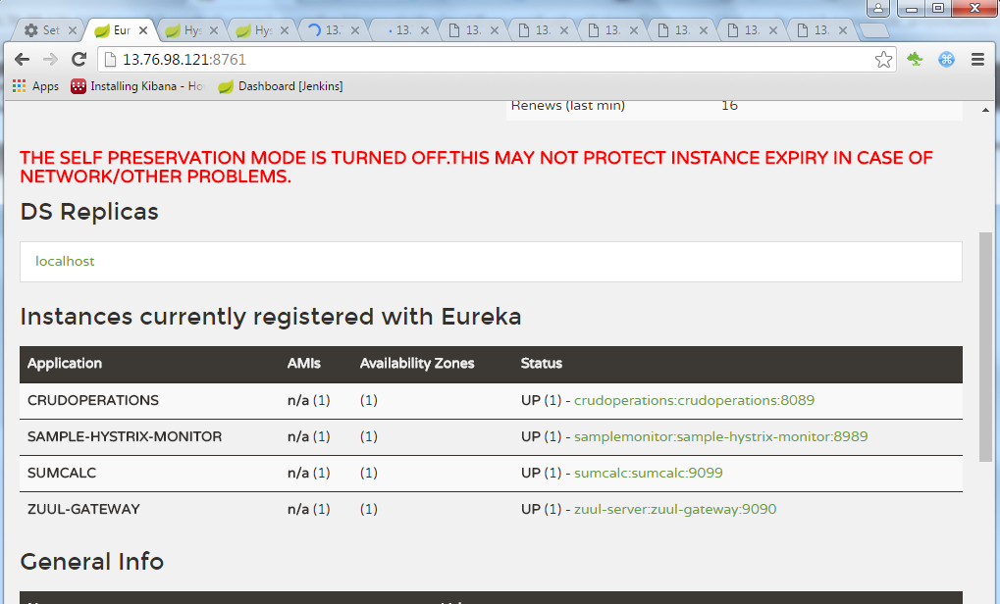 Set
Eur
Hys
Hys
13.
13.
13.
13.
13.
13.
13.
13.
13.76.98.121:8761
Apps
Installing Kibana - Ho
Dashboard [Jenkins]
Renews (last min) 16
THE SELF PRESERVATION MODE IS TURNED OFF.THIS MAY NOT PROTECT INSTANCE EXPIRY IN CASE OF
NETWORK/OTHER PROBLEMS.
DS Replicas
localhost
Instances currently registered with Eureka
Application AMIs Availability Zones Status
CRUDOPERATIONS n/a (1) (1) UP (1) - crudoperations:crudoperations:8089
SAMPLE-HYSTRIX-MONITOR n/a (1) (1) UP (1) - samplemonitor:sample-hystrix-monitor:8989
SUMCALC n/a (1) (1) UP (1) - sumcalc:sumcalc:9099
ZUUL-GATEWAY n/a (1) (1) UP (1) - zuul-server:zuul-gateway:9090
General Info